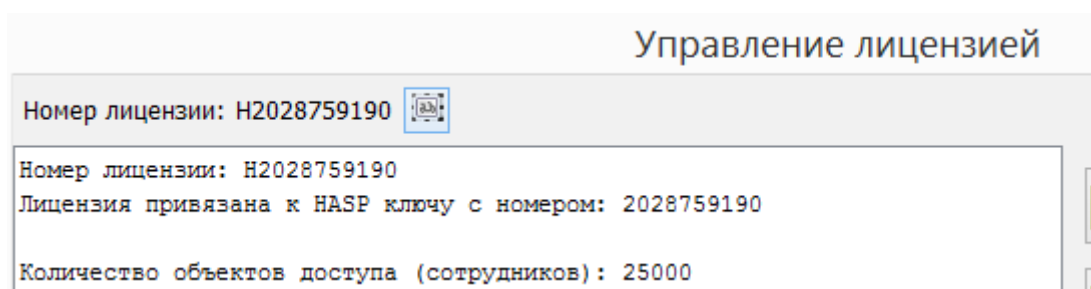 Управление лицензией
Номер лицензии: H2028759190
Номер лицензии: H2028759190
Лицензия привязана к HASP ключу с номером: 2028759190
Количество объектов доступа (сотрудников): 25000